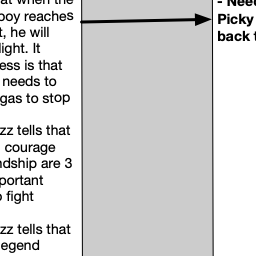 at when the
boy reaches
t, he will
light. It
ess is that
needs to
gas to stop
zz tells that
courage
ndship are 3
portant
fight
zz tells that
egend
- Need
Picky
back